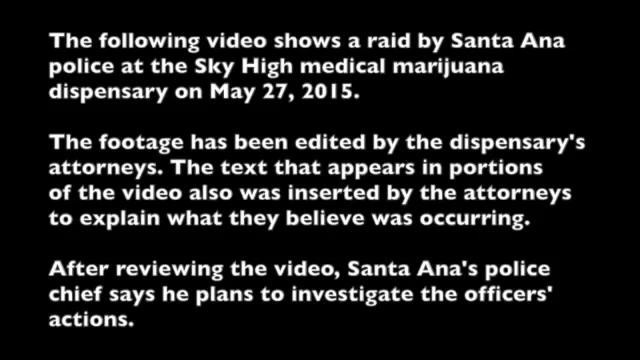 The following video shows a raid by Santa Ana
police at the Sky High medical marijuana
dispensary on May 27, 2015.
The footage has been edited by the dispensary's
attorneys. The text that appears in portions
of the video also was inserted by the attorneys
to explain what they believe was occurring.
After reviewing the video, Santa Ana's police
chief says he plans to investigate the officers'
actions.